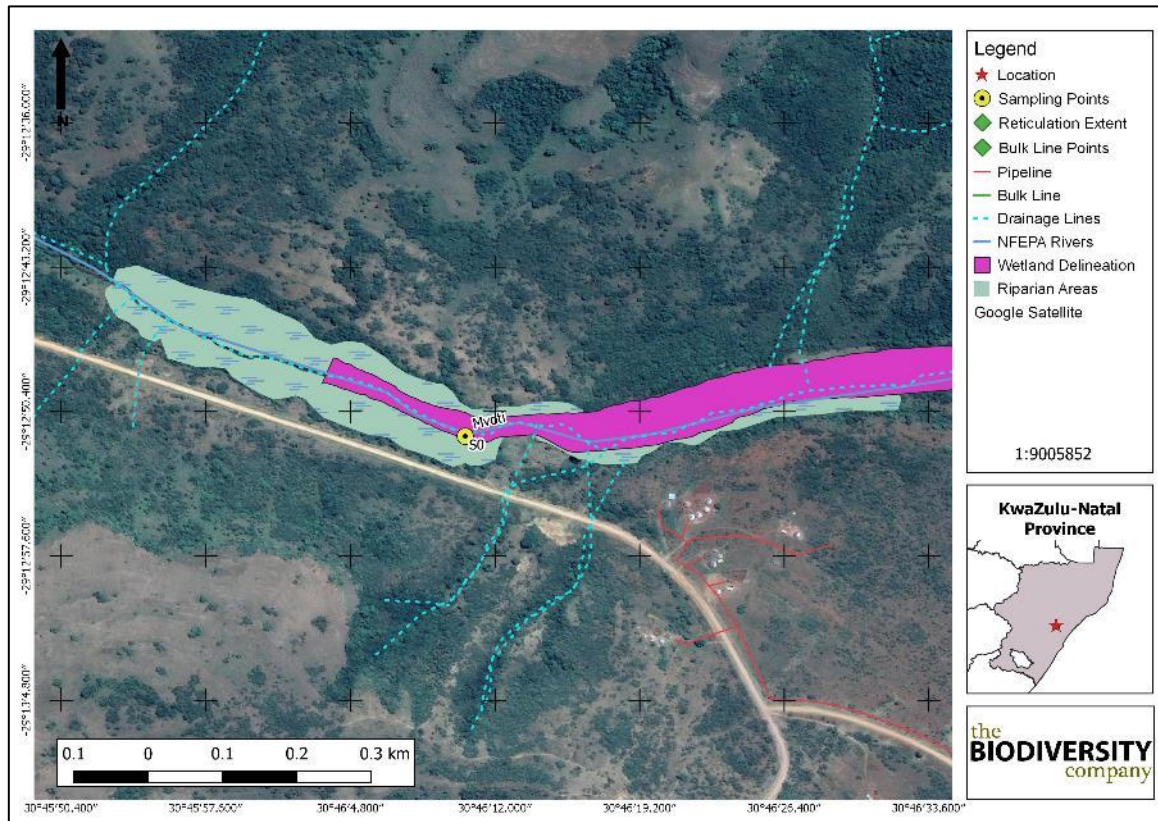 N
Mvoti
S0
0.1 0 0.1 0.2 0.3 km
-29°12'36.000"
-29°12'43.200"
-29°12'50.400"
-29°12'57.600"
-29°13'4.800"
30°45'50.400" 30°45'57.600" 30°46'4.800" 30°46'12.000" 30°46'19.200" 30°46'26.400" 30°46'33.600"
Legend
Location
Sampling Points
Reticulation Extent
Bulk Line Points
Pipeline
Bulk Line
Drainage Lines
NFEPA Rivers
Wetland Delineation
Riparian Areas
Google Satellite
1:9005852
KwaZulu-Natal
Province
the
BIODIVERSITY
company